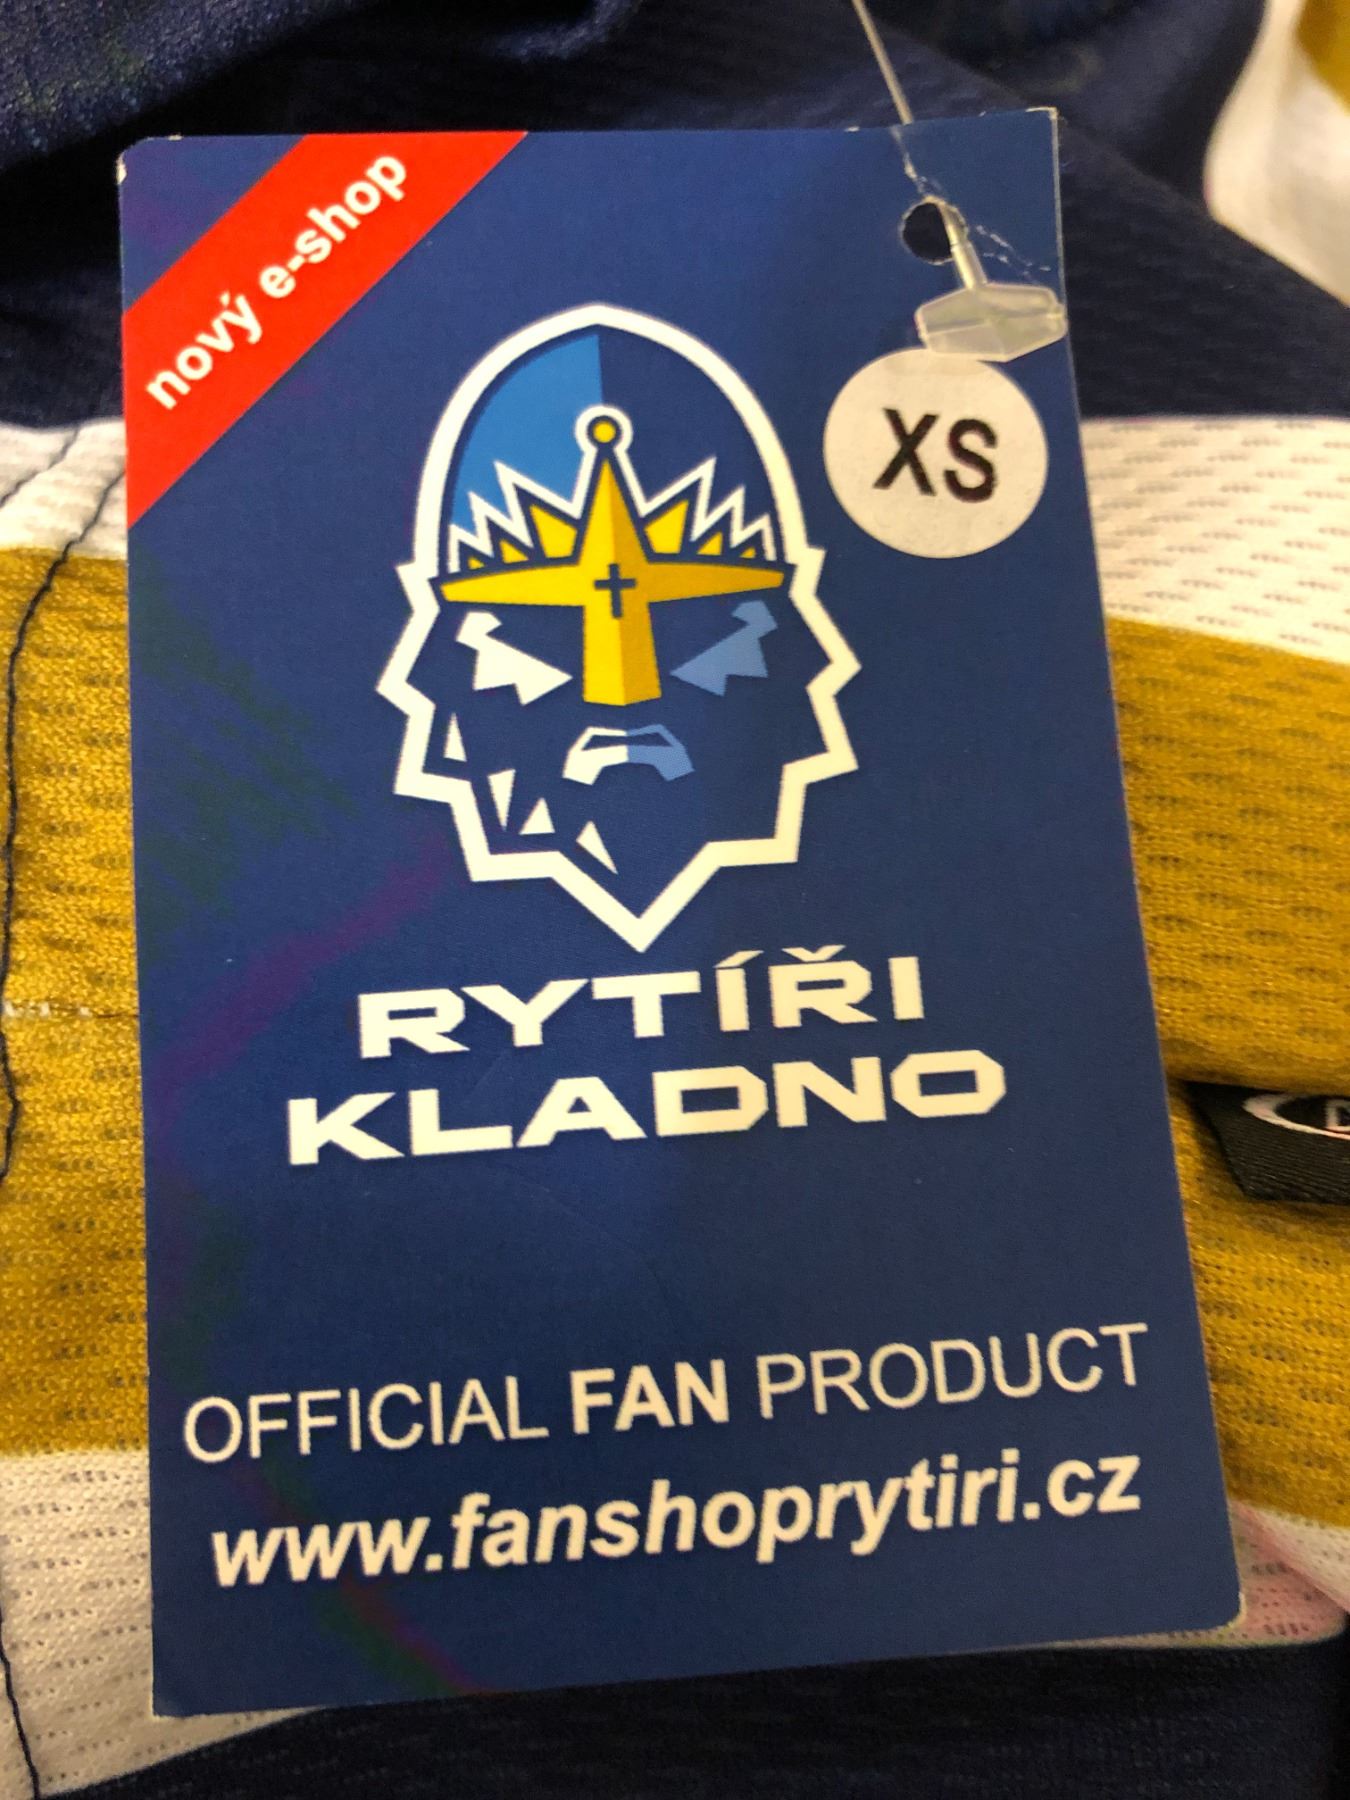 nový e-shop
XS
RYTÍŘI
KLADNO
OFFICIAL FAN PRODUCT
www.fanshoprytiri.cz